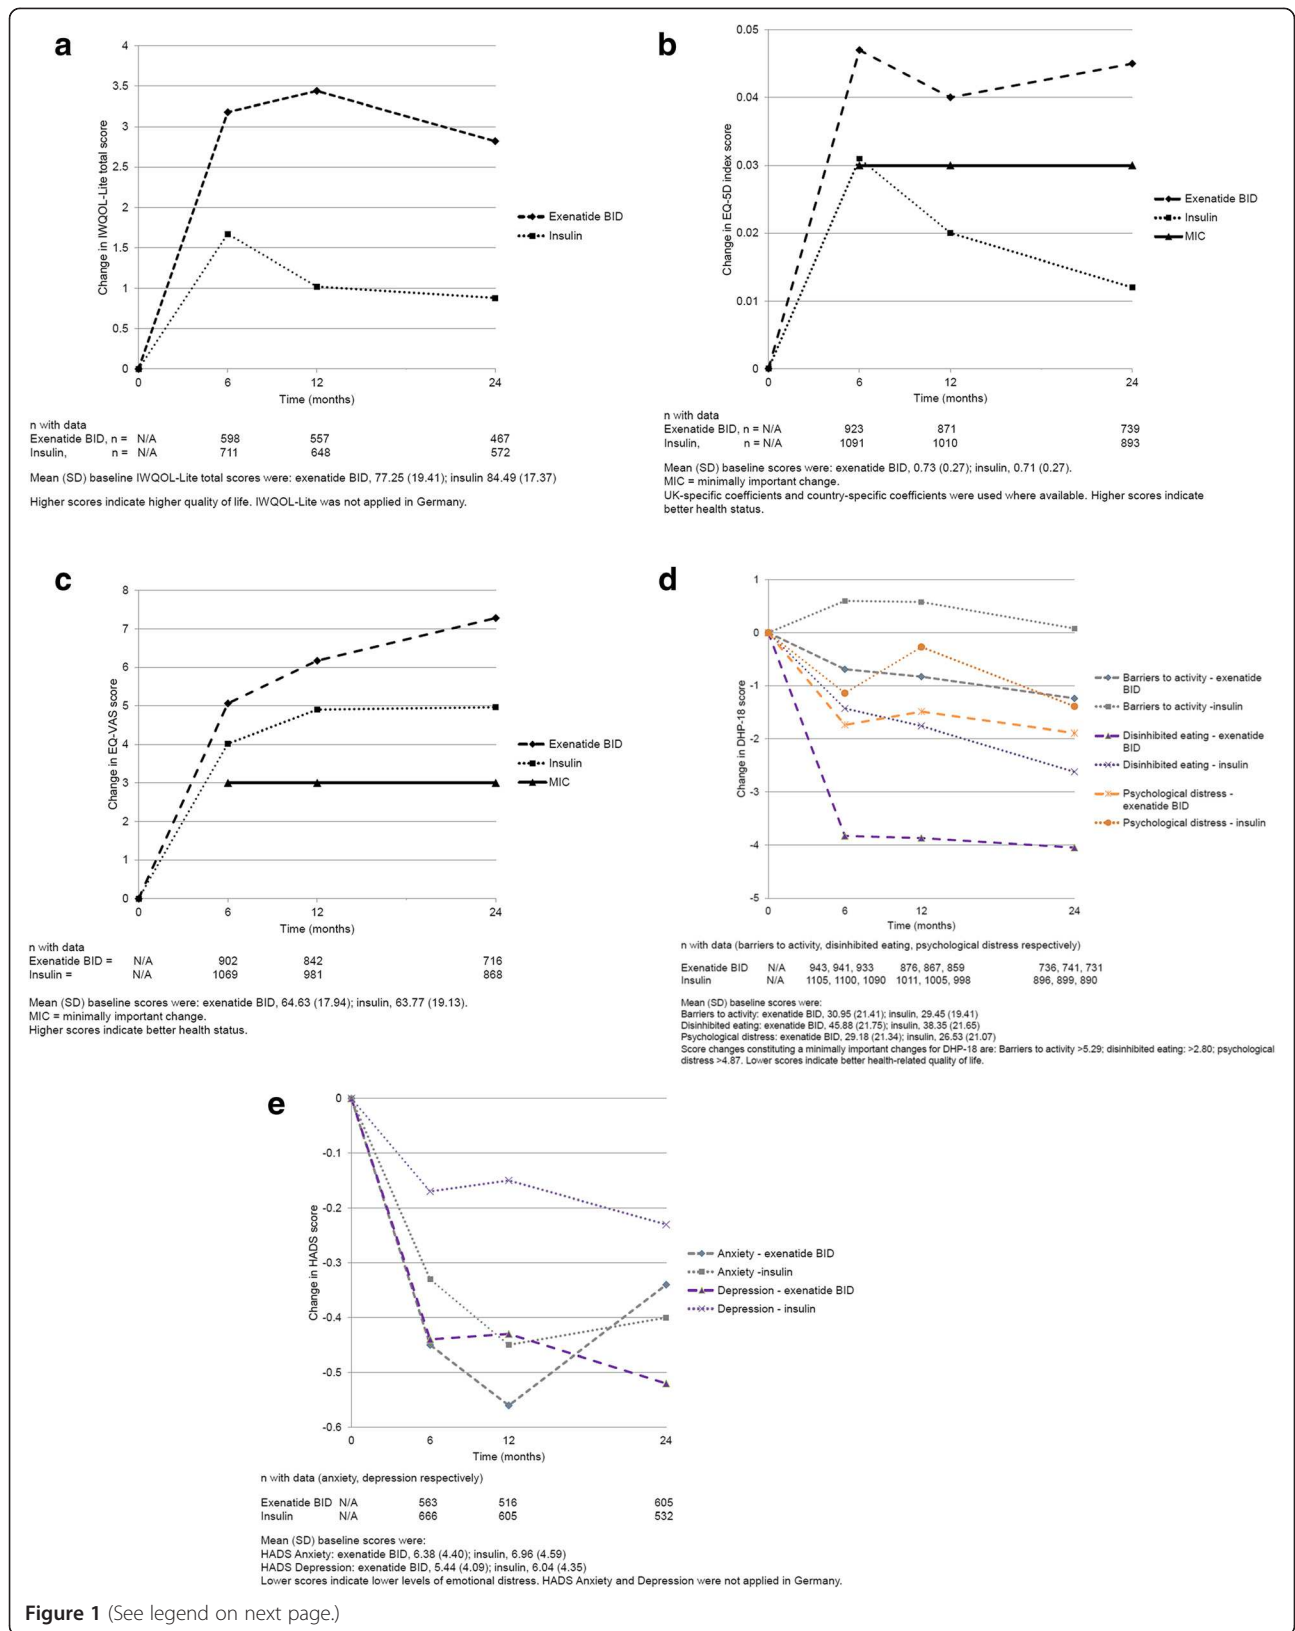 a
4
3.5
3
2.5
2
1.5
1
0.5
0
Change in IWQOL-Lite total score
0 6 12 24
Time (months)
Exenatide BID
Insulin
n with data
Exenatide BID, n = N/A 598 557 467
Insulin, n = N/A 711 648 572
Mean (SD) baseline IWQOL-Lite total scores were: exenatide BID, 77.25 (19.41); insulin 84.49 (17.37)
Higher scores indicate higher quality of life. IWQOL-Lite was not applied in Germany.
b
0.05
0.04
0.03
0.02
0.01
0
Change in EQ-5D index score
0 6 12 24
Time (months)
Exenatide BID
Insulin
MIC
n with data
Exenatide BID, n = N/A 923 871 739
Insulin, n = N/A 1091 1010 893
Mean (SD) baseline scores were: exenatide BID, 0.73 (0.27); insulin, 0.71 (0.27).
MIC = minimally important change.
UK-specific coefficients and country-specific coefficients were used where available. Higher scores indicate
better health status.
c
8
7
6
5
4
3
2
1
0
Change in EQ-VAS score
0 6 12 24
Time (months)
Exenatide BID
Insulin
MIC
n with data
Exenatide BID = N/A 902 842 716
Insulin = N/A 1069 981 868
Mean (SD) baseline scores were: exenatide BID, 64.63 (17.94); insulin, 63.77 (19.13).
MIC = minimally important change.
Higher scores indicate better health status.
d
1
0
-1
-2
-3
-4
-5
Change in DHP-18 score
0 6 12 24
Time (months)
Barriers to activity - exenatide
BID
Barriers to activity -insulin
Disinhibited eating - exenatide
BID
Disinhibited eating - insulin
Psychological distress -
exenatide BID
Psychological distress - insulin
n with data (barriers to activity, disinhibited eating, psychological distress respectively)
Exenatide BID N/A 943, 941, 933 876, 867, 859 736, 741, 731
Insulin N/A 1105, 1100, 1090 1011, 1005, 998 896, 899, 890
Mean (SD) baseline scores were:
Barriers to activity: exenatide BID, 30.95 (21.41); insulin, 29.45 (19.41)
Disinhibited eating: exenatide BID, 45.88 (21.75); insulin, 38.35 (21.65)
Psychological distress: exenatide BID, 29.18 (21.34); insulin, 26.53 (21.07)
Score changes constituting a minimally important changes for DHP-18 are: Barriers to activity >5.29; disinhibited eating: >2.80; psychological
distress >4.87. Lower scores indicate better health-related quality of life.
e
0
-0.1
-0.2
-0.3
-0.4
-0.5
-0.6
Change in HADS score
0 6 12 24
Time (months)
Anxiety - exenatide BID
Anxiety -insulin
Depression - exenatide BID
Depression - insulin
n with data (anxiety, depression respectively)
Exenatide BID N/A 563 516 605
Insulin N/A 666 605 532
Mean (SD) baseline scores were:
HADS Anxiety: exenatide BID, 6.38 (4.40); insulin, 6.96 (4.59)
HADS Depression: exenatide BID, 5.44 (4.09); insulin, 6.04 (4.35)
Lower scores indicate lower levels of emotional distress. HADS Anxiety and Depression were not applied in Germany.
Figure 1 (See legend on next page.)